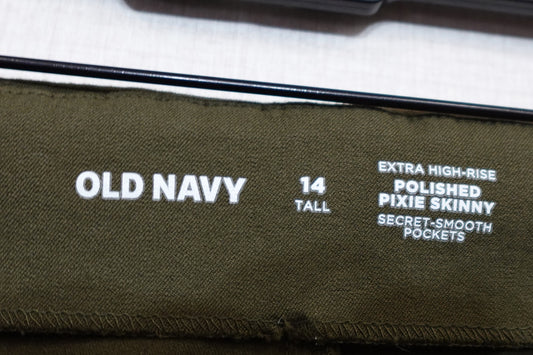 OLD NAVY
14
TALL
EXTRA HIGH-RISE
POLISHED
PIXIE SKINNY
SECRET-SMOOTH
POCKETS